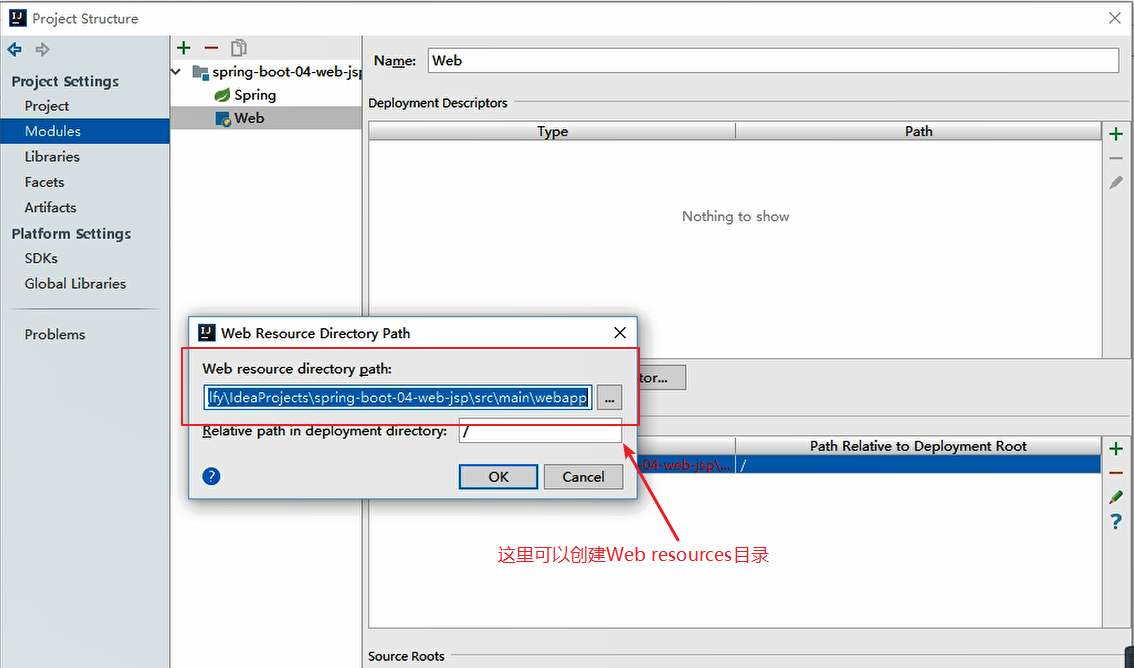 Project Structure
Project Settings
Project
Modules
Libraries
Facets
Artifacts
Platform Settings
SDKs
Global Libraries
Problems
spring-boot-04-web-jsp
Spring
Web
Name: Web
Deployment Descriptors
Type Path
Nothing to show
tor...
Web Resource Directory Path
Web resource directory path:
lfy\IdeaProjects\spring-boot-04-web-jsp\src\main\webapp ...
Relative path in deployment directory: /
? OK Cancel
Path Relative to Deployment Root
-04-web-jsp\... /
这里可以创建Web resources目录
Source Roots